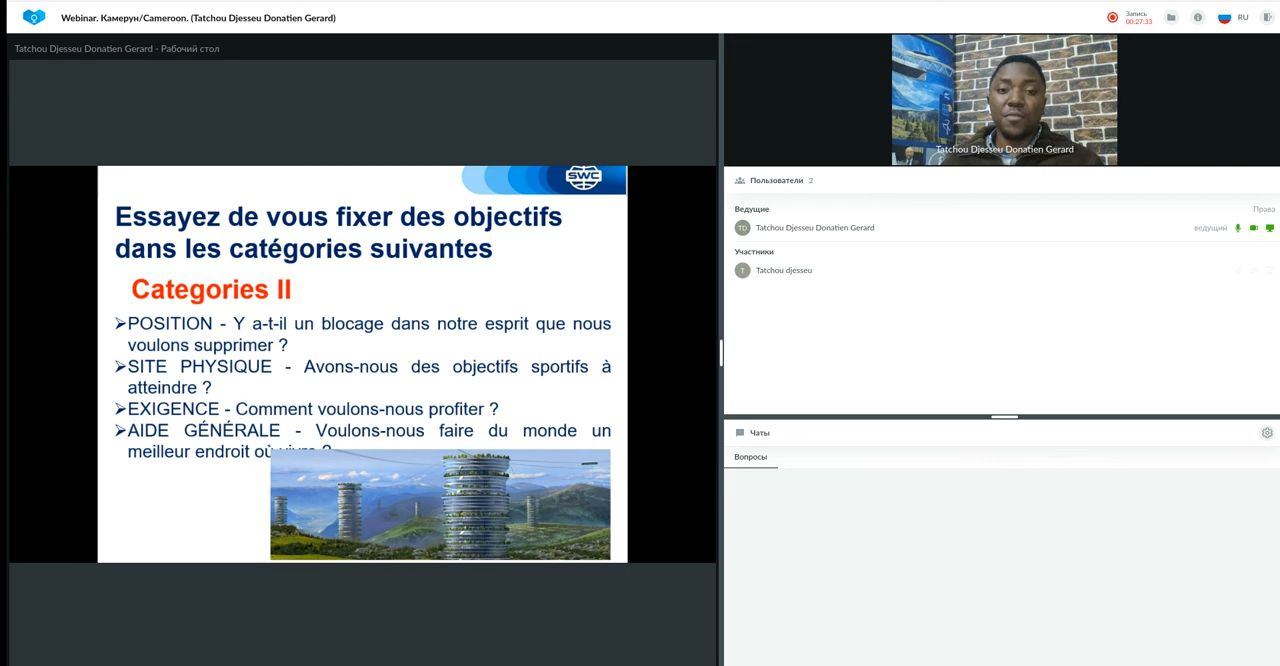 Webinar. Камерун/Cameroon. (Tatchou Djesseu Donatien Gerard)
Запись
00:27:33
RU
Tatchou Djesseu Donatien Gerard - Рабочий стол
SWC
Essayez de vous fixer des objectifs
dans les catégories suivantes
Categories II
➢POSITION - Y a-t-il un blocage dans notre esprit que nous
voulons supprimer ?
➢SITE PHYSIQUE - Avons-nous des objectifs sportifs à
atteindre ?
➢EXIGENCE - Comment voulons-nous profiter ?
➢AIDE GÉNÉRALE - Voulons-nous faire du monde un
meilleur endroit où vivre ?
Tatchou Djesseu Donatien Gerard
Пользователи 2
Ведущие Права
TD Tatchou Djesseu Donatien Gerard ведущий
Участники
T Tatchou djesseu
Чаты
Вопросы